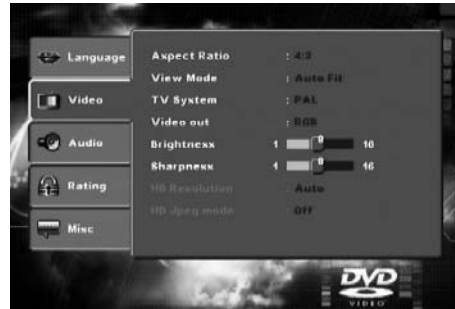 Language
Video
Audio
Rating
Misc
Aspect Ratio : 4/3
View Mode : Auto Fit
TV System : PAL
Video out : RGB
Brightness 1 10
Sharpness 1 16
HD Resolution : Auto
HD Jpeg mode : Off
DVD
VIDEO